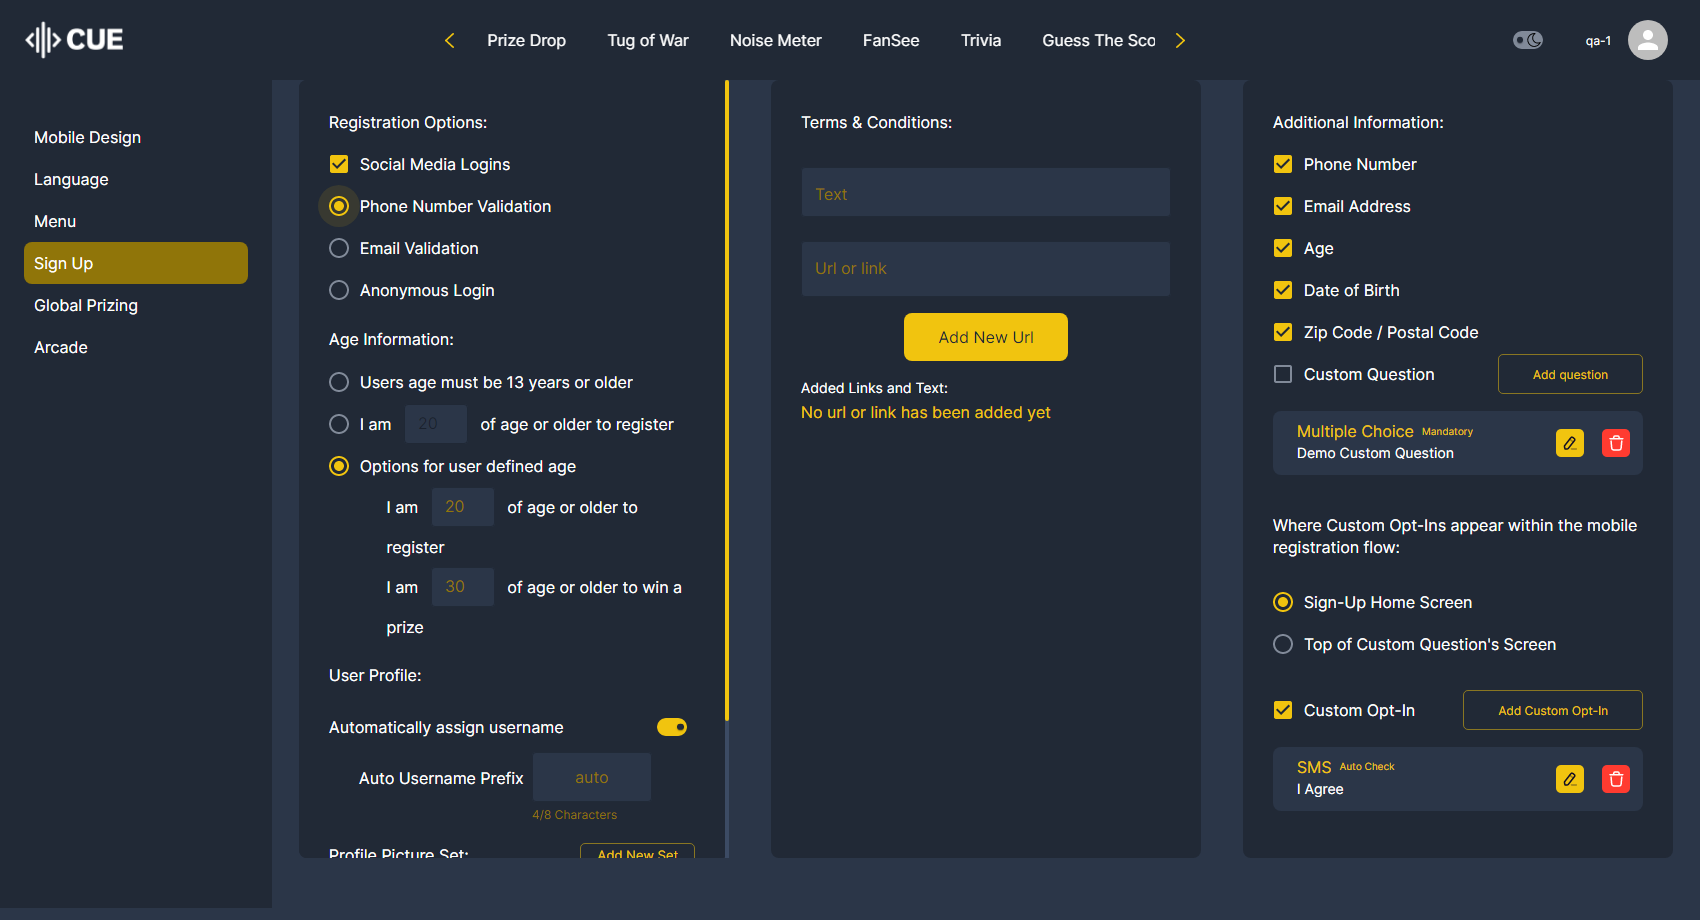 CUE
Prize Drop
Tug of War
Noise Meter
FanSee
Trivia
Guess The Sco
qa-1
Mobile Design
Language
Menu
Sign Up
Global Prizing
Arcade
Registration Options:
Social Media Logins
Phone Number Validation
Email Validation
Anonymous Login
Age Information:
Users age must be 13 years or older
I am 20 of age or older to register
Options for user defined age
I am 20 of age or older to
register
I am 30 of age or older to win a
prize
User Profile:
Automatically assign username
Auto Username Prefix auto
4/8 Characters
Profile Picture Set: Add New Set
Terms & Conditions:
Text
Url or link
Add New Url
Added Links and Text:
No url or link has been added yet
Additional Information:
Phone Number
Email Address
Age
Date of Birth
Zip Code / Postal Code
Custom Question Add question
Multiple Choice Mandatory
Demo Custom Question
Where Custom Opt-Ins appear within the mobile
registration flow:
Sign-Up Home Screen
Top of Custom Question's Screen
Custom Opt-In Add Custom Opt-In
SMS Auto Check
I Agree